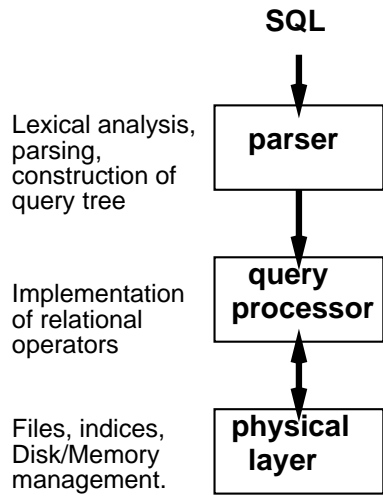 SQL
Lexical analysis,
parsing,
construction of
query tree
parser
Implementation
of relational
operators
query
processor
Files, indices,
Disk/Memory
management.
physical
layer